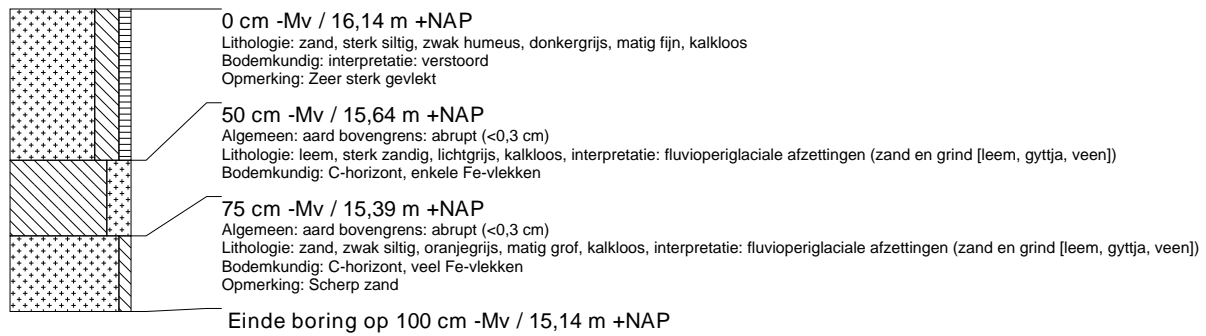 0 cm -Mv / 16,14 m +NAP
Lithologie: zand, sterk siltig, zwak humeus, donkergrijs, matig fijn, kalkloos
Bodemkundig: interpretatie: verstoord
Opmerking: Zeer sterk gevlekt
50 cm -Mv / 15,64 m +NAP
Algemeen: aard bovengrens: abrupt (<0,3 cm)
Lithologie: leem, sterk zandig, lichtgrijs, kalkloos, interpretatie: fluvioperiglaciale afzettingen (zand en grind [leem, gyttja, veen])
Bodemkundig: C-horizont, enkele Fe-vlekken
75 cm -Mv / 15,39 m +NAP
Algemeen: aard bovengrens: abrupt (<0,3 cm)
Lithologie: zand, zwak siltig, oranjegrijs, matig grof, kalkloos, interpretatie: fluvioperiglaciale afzettingen (zand en grind [leem, gyttja, veen])
Bodemkundig: C-horizont, veel Fe-vlekken
Opmerking: Scherp zand
Einde boring op 100 cm -Mv / 15,14 m +NAP